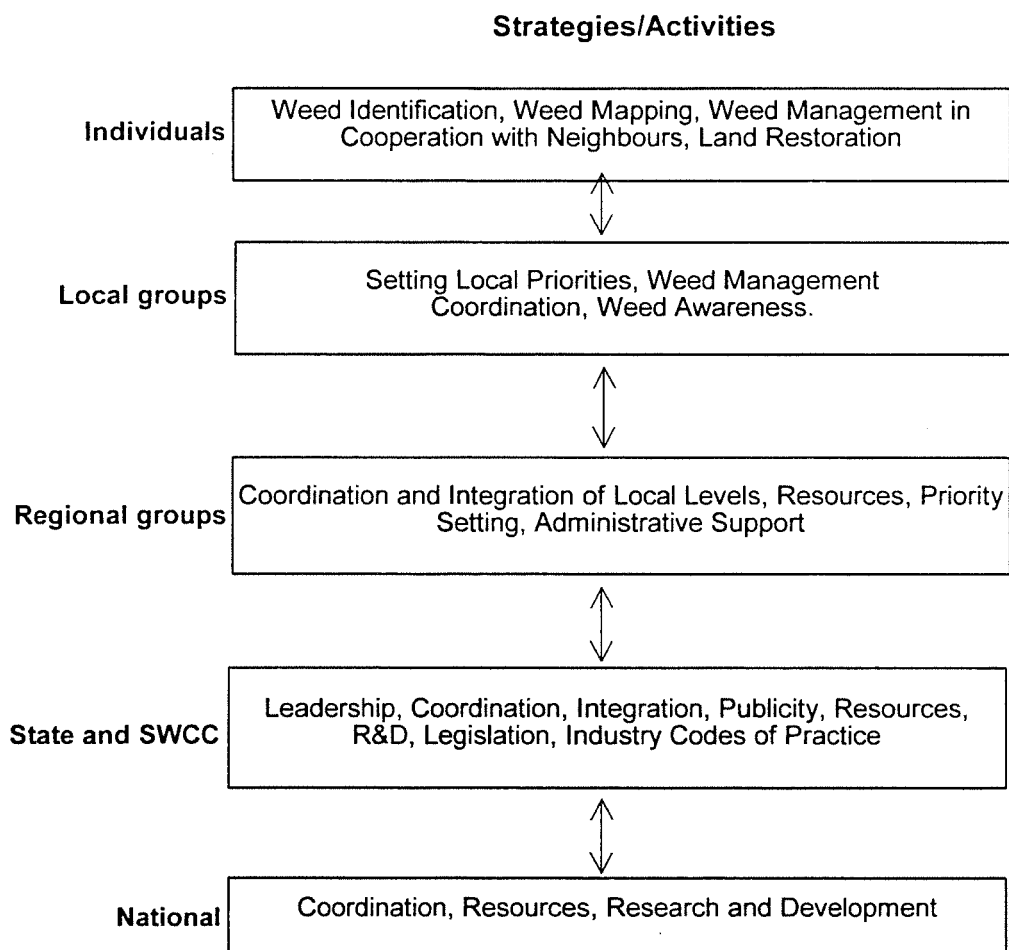 Strategies/Activities
Individuals
Weed Identification, Weed Mapping, Weed Management in
Cooperation with Neighbours, Land Restoration
Local groups
Setting Local Priorities, Weed Management
Coordination, Weed Awareness.
Regional groups
Coordination and Integration of Local Levels, Resources, Priority
Setting, Administrative Support
State and SWCC
Leadership, Coordination, Integration, Publicity, Resources,
R&D, Legislation, Industry Codes of Practice
National
Coordination, Resources, Research and Development